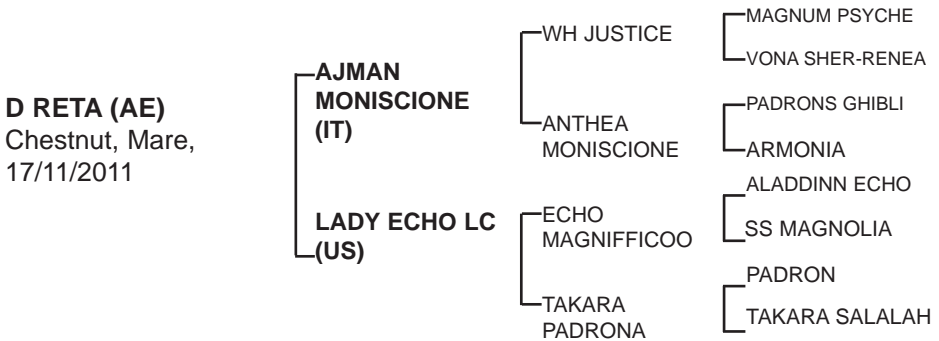 D RETA (AE)
Chestnut, Mare,
17/11/2011
AJMAN
MONISCIONE
(IT)
LADY ECHO LC
(US)
WH JUSTICE
ANTHEA
MONISCIONE
ECHO
MAGNIFFICOO
TAKARA
PADRONA
MAGNUM PSYCHE
VONA SHER-RENEA
PADRONS GHIBLI
ARMONIA
ALADDINN ECHO
SS MAGNOLIA
PADRON
TAKARA SALALAH